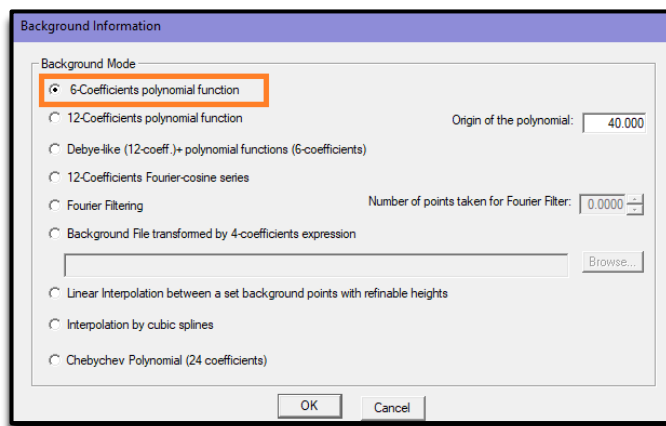 Background Information
Background Mode
6-Coefficients polynomial function
12-Coefficients polynomial function
Origin of the polynomial: 40.000
Debye-like (12-coeff.)+ polynomial functions (6-coefficients)
12-Coefficients Fourier-cosine series
Fourier Filtering
Number of points taken for Fourier Filter: 0.0000
Background File transformed by 4-coefficients expression
Browse...
Linear Interpolation between a set background points with refinable heights
Interpolation by cubic splines
Chebychev Polynomial (24 coefficients)
OK
Cancel